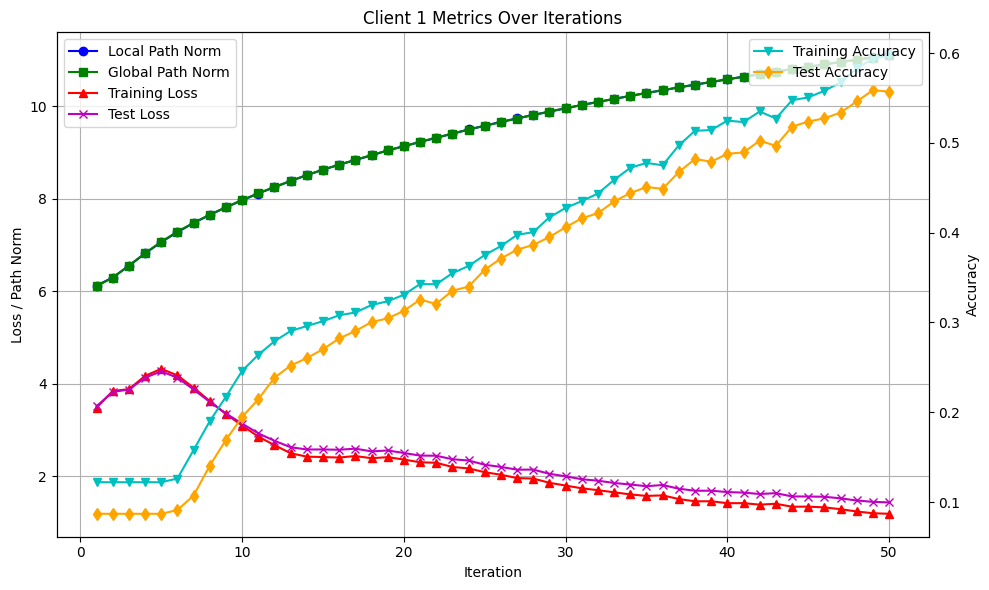 Client 1 Metrics Over Iterations
Local Path Norm
Global Path Norm
Training Loss
Test Loss
Training Accuracy
Test Accuracy
Loss / Path Norm
10
8
6
4
2
0.6
0.5
0.4
0.3
0.2
0.1
Accuracy
0
10
20
30
40
50
Iteration